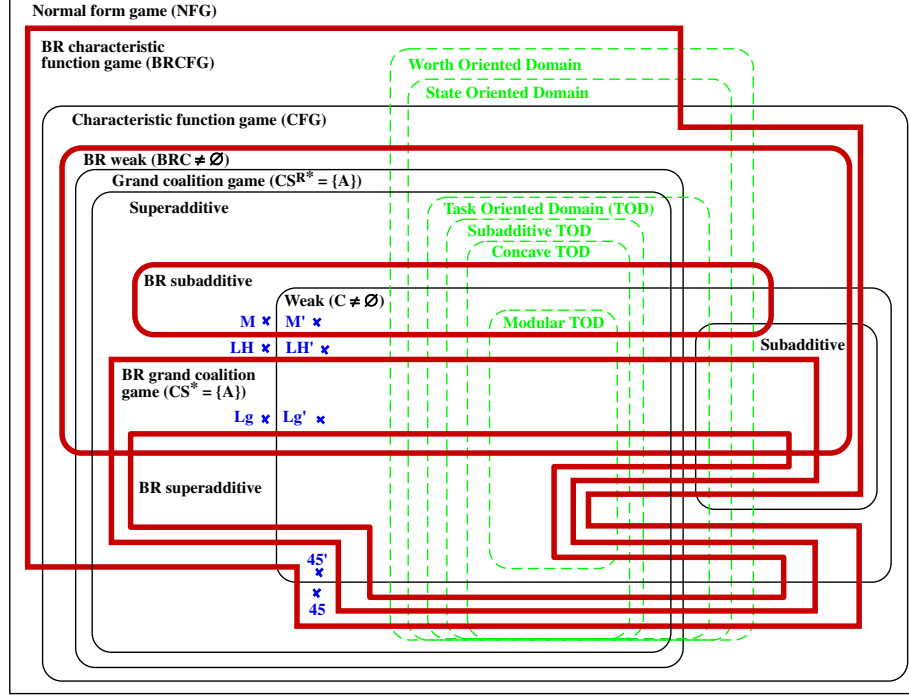 Normal form game (NFG)
BR characteristic
function game (BRCFG)
Worth Oriented Domain
State Oriented Domain
Characteristic function game (CFG)
BR weak (BRC ≠ Ø)
Grand coalition game (CS^R* = {A})
Superadditive
Task Oriented Domain (TOD)
Subadditive TOD
Concave TOD
BR subadditive
Weak (C ≠ Ø)
M M'
Modular TOD
LH LH'
Subadditive
BR grand coalition
game (CS* = {A})
Lg Lg'
BR superadditive
45'
45